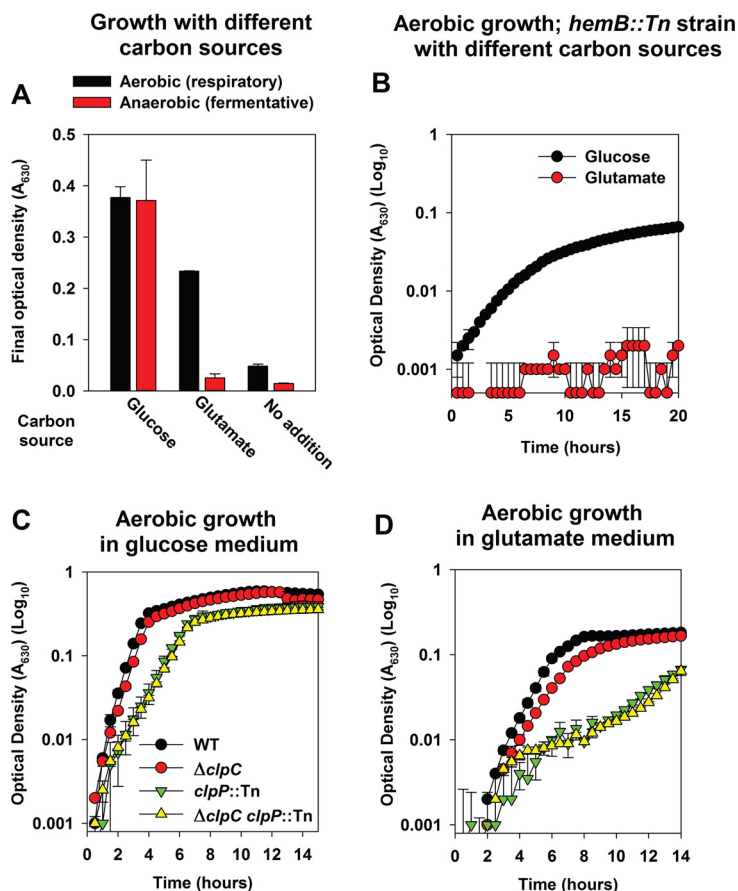 Growth with different
carbon sources
Aerobic (respiratory)
Anaerobic (fermentative)
A
Final optical density (A630)
0.5
0.4
0.3
0.2
0.1
0.0
Carbon
source
Glucose
Glutamate
No addition
Aerobic growth; hemB::Tn strain
with different carbon sources
B
Optical Density (A630) (Log10)
1
0.1
0.01
0.001
Glucose
Glutamate
0
5
10
15
20
Time (hours)
C
Aerobic growth
in glucose medium
Optical Density (A630) (Log10)
1
0.1
0.01
0.001
WT
ΔclpC
clpP::Tn
ΔclpC clpP::Tn
0 2 4 6 8 10 12 14
Time (hours)
D
Aerobic growth
in glutamate medium
Optical Density (A630) (Log10)
1
0.1
0.01
0.001
0 2 4 6 8 10 12 14
Time (hours)